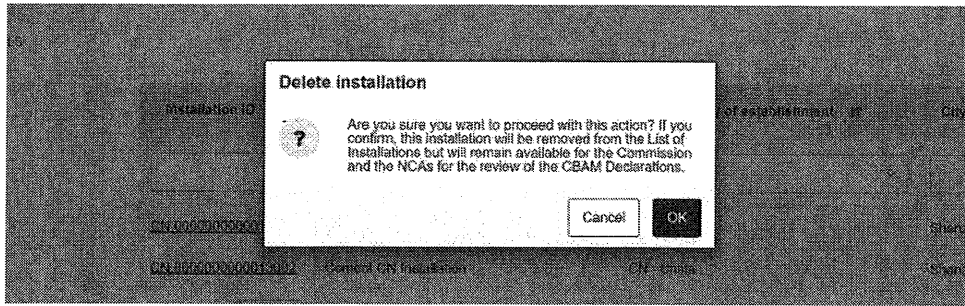 Delete installation
Installation ID
of establishment
City
?
Are you sure you want to proceed with this action? If you
confirm, this installation will be removed from the List of
Installations but will remain available for the Commission
and the NCAs for the review of the CBAM Declarations.
Cancel
OK
CN Installation
CN